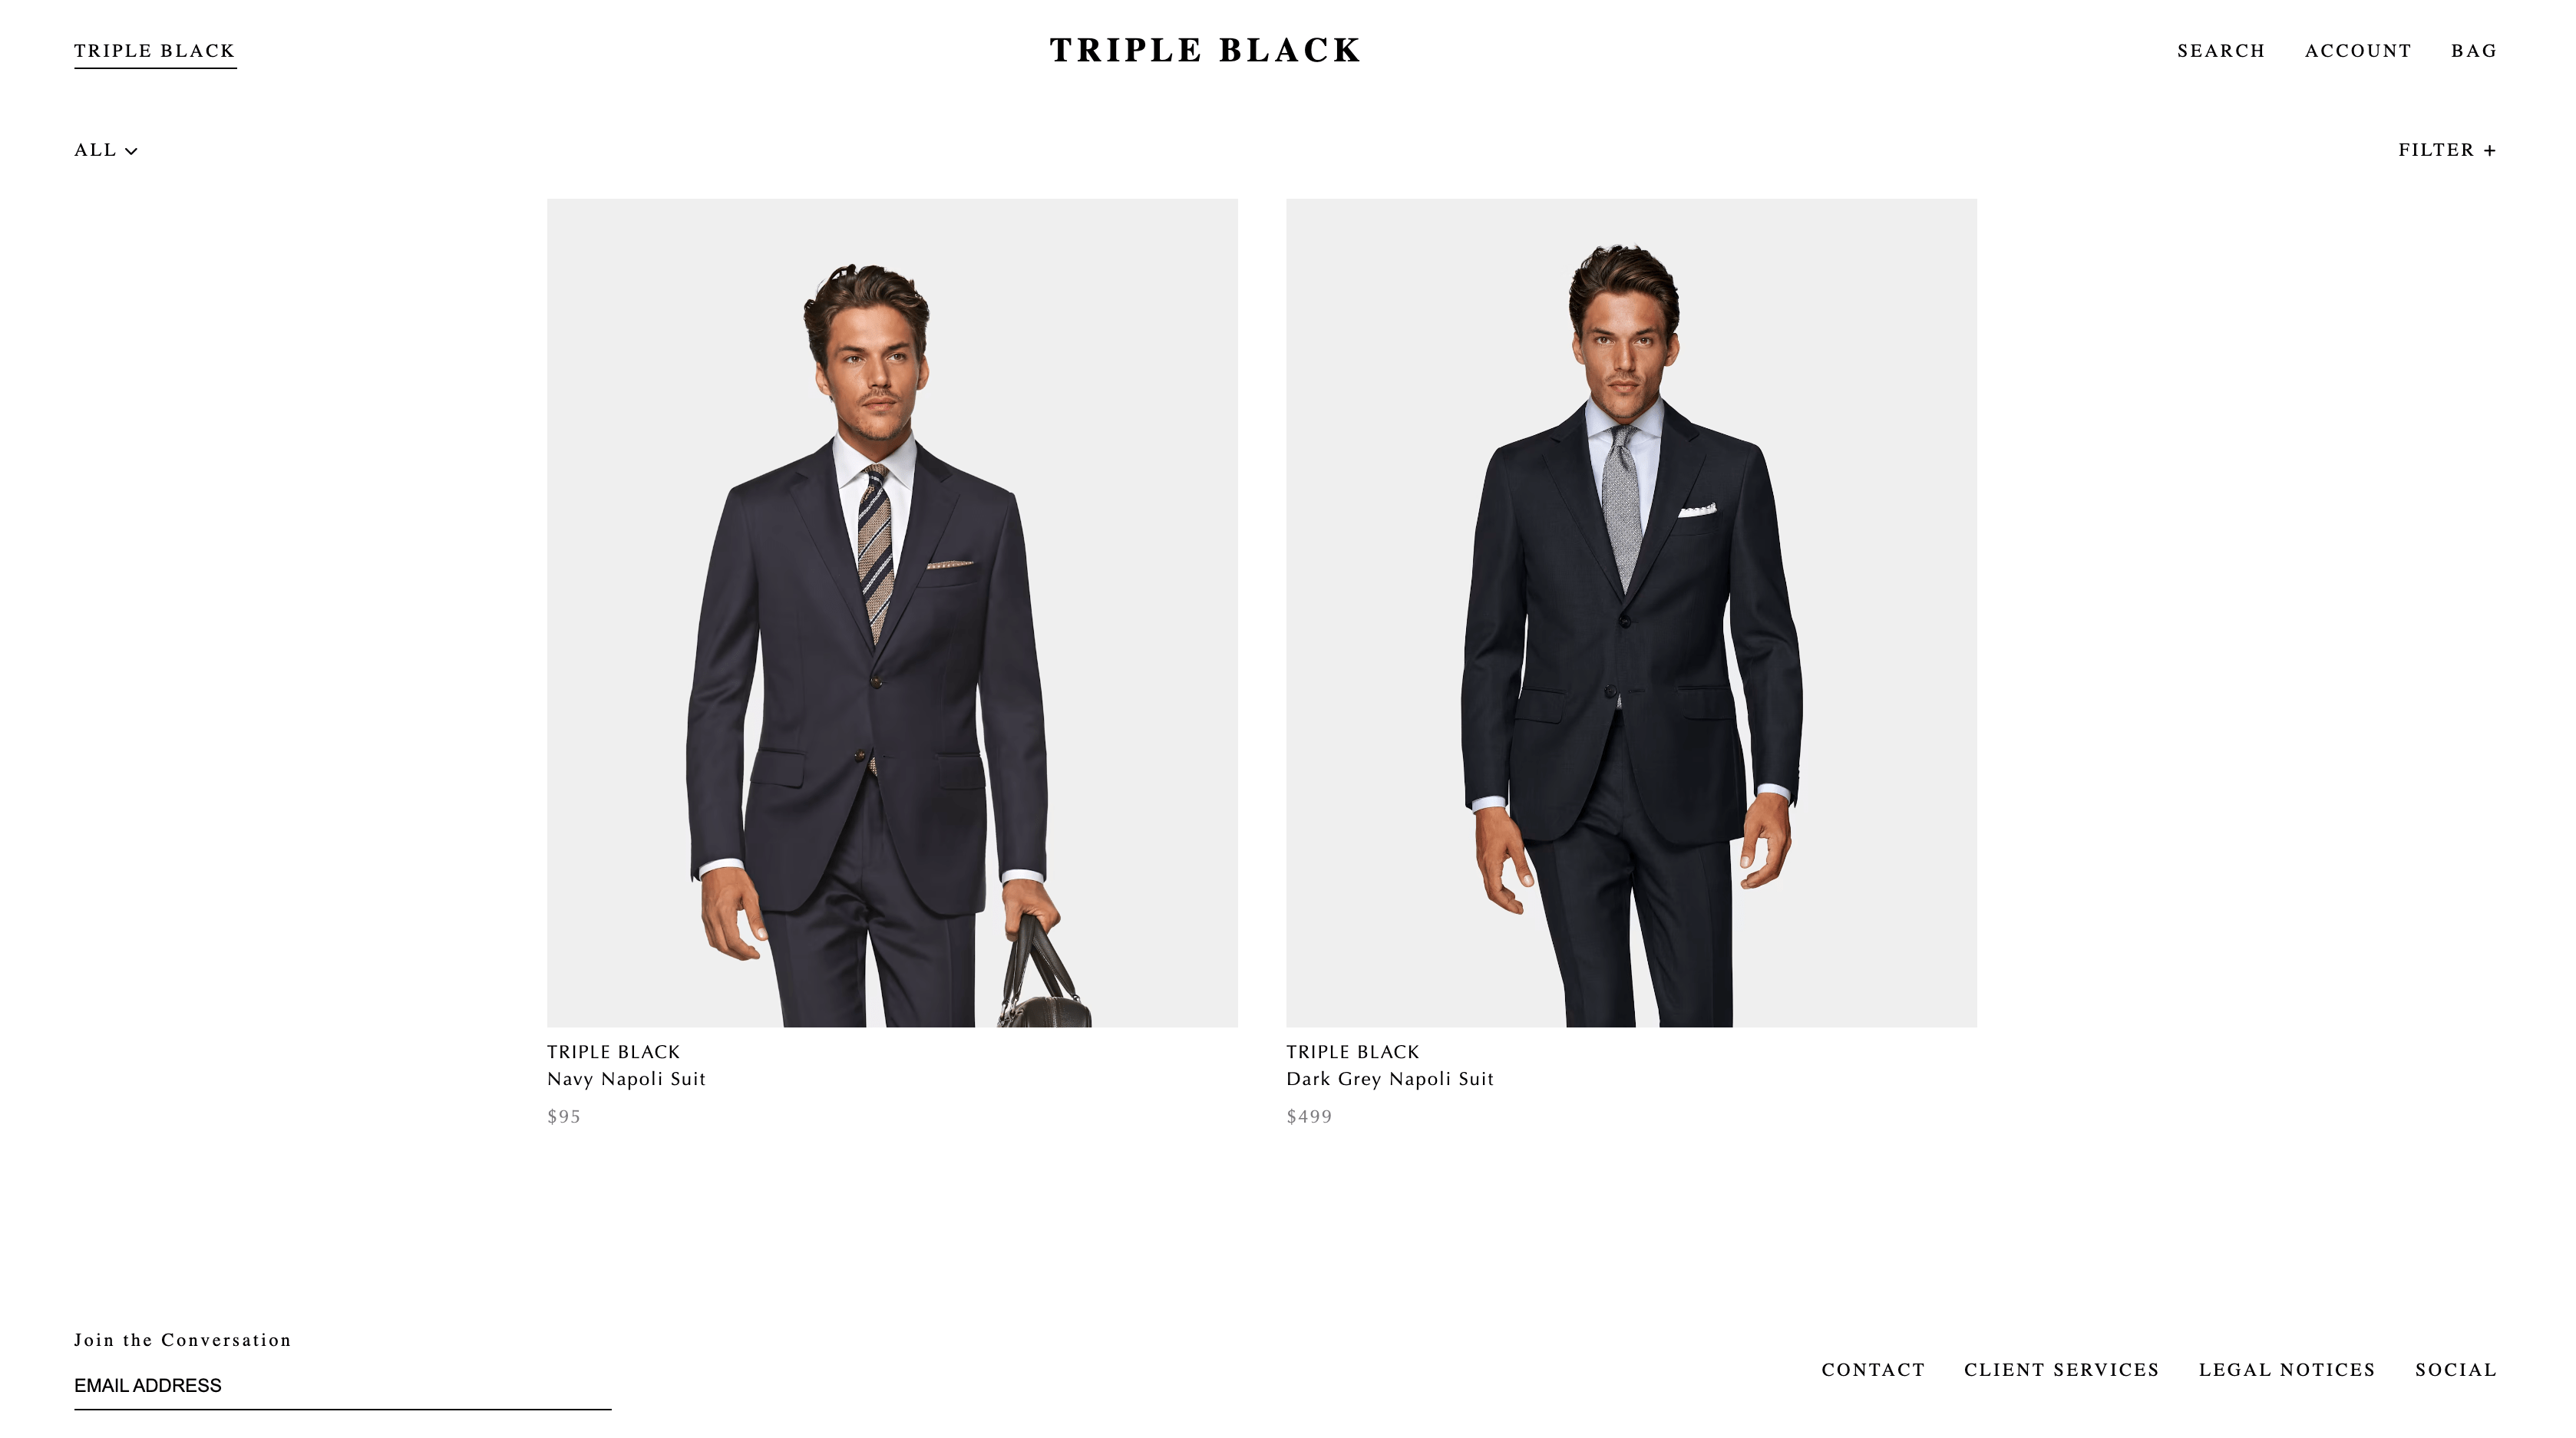 TRIPLE BLACK
TRIPLE BLACK
SEARCH ACCOUNT BAG
ALL
FILTER +
TRIPLE BLACK
Navy Napoli Suit
$95
TRIPLE BLACK
Dark Grey Napoli Suit
$499
Join the Conversation
EMAIL ADDRESS
CONTACT CLIENT SERVICES LEGAL NOTICES SOCIAL